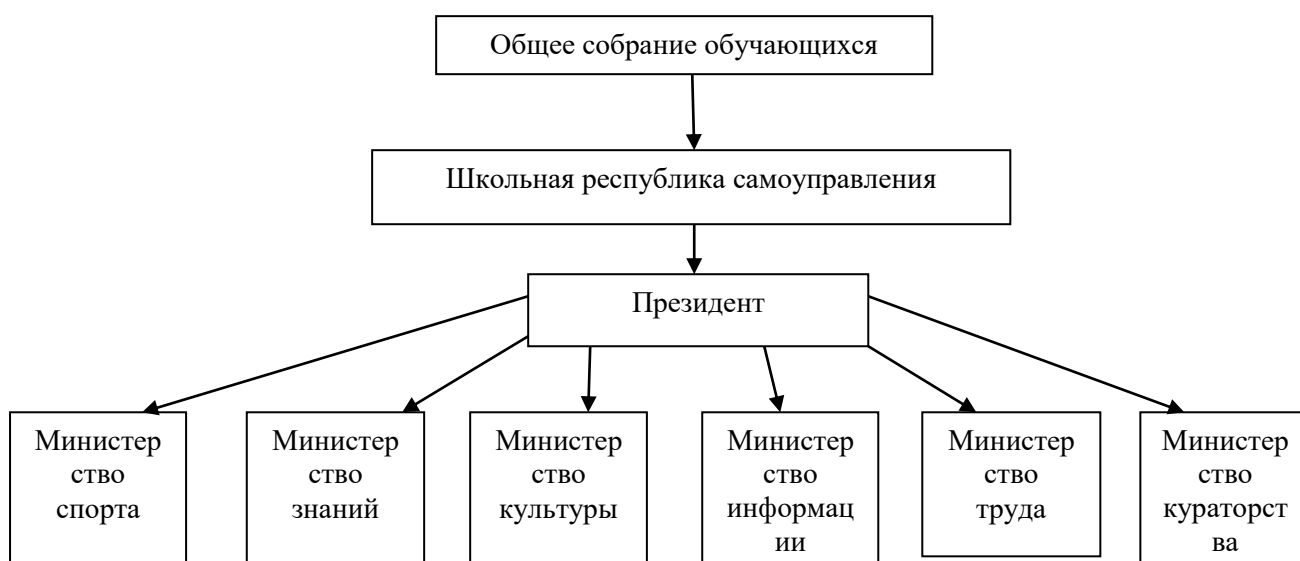 Общее собрание обучающихся
Школьная республика самоуправления
Президент
Министер
ство
спорта
Министер
ство
знаний
Министер
ство
культуры
Министер
ство
информац
ии
Министер
ство
труда
Министер
ство
кураторст
ва